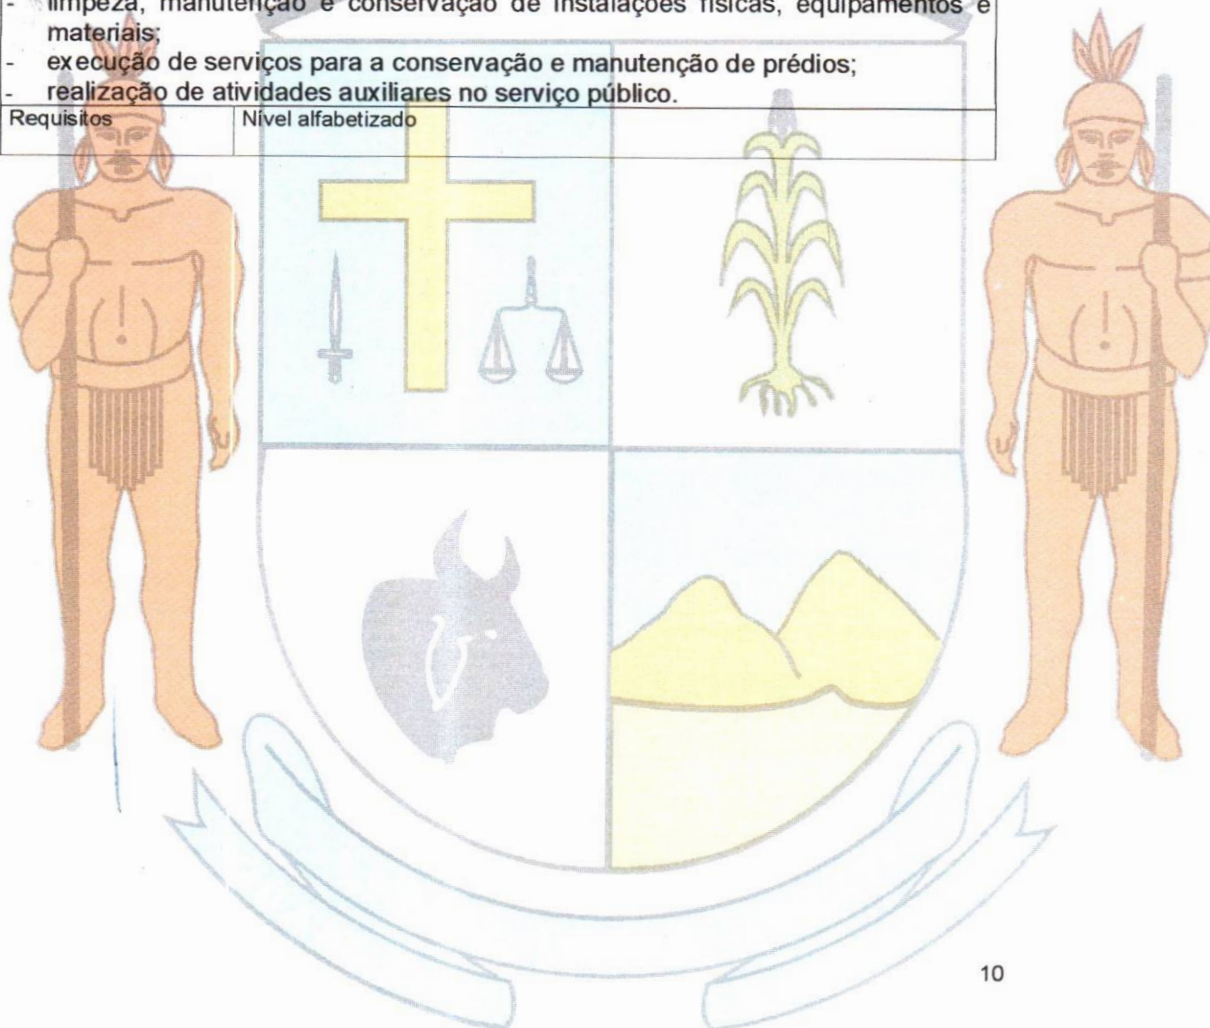 - limpeza, manutenção e conservação de instalações físicas, equipamentos e
materiais;
- execução de serviços para a conservação e manutenção de prédios;
- realização de atividades auxiliares no serviço público.
Requisitos Nível alfabetizado
10